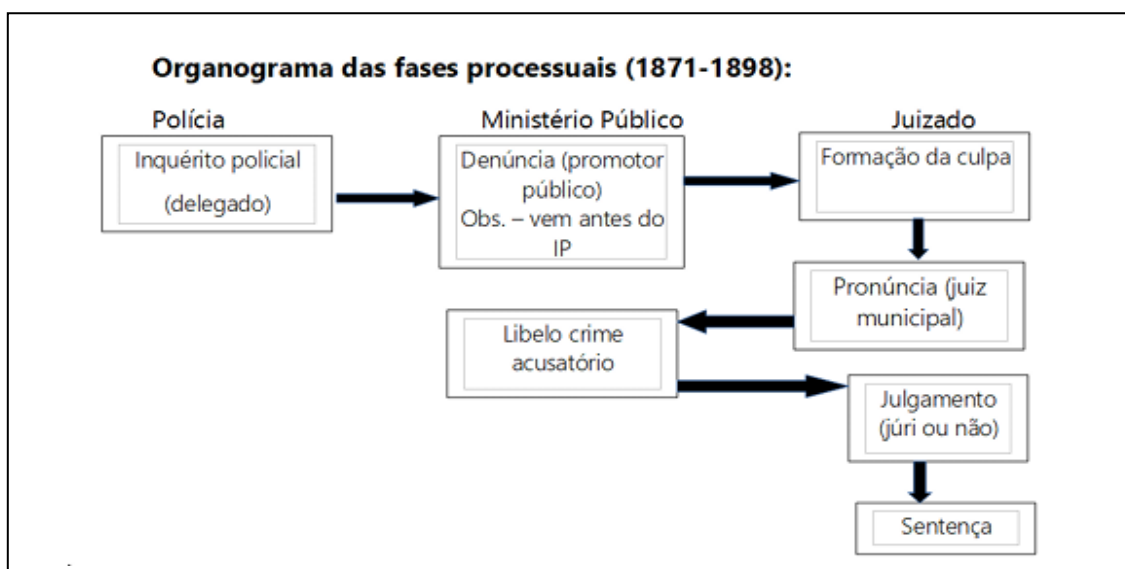 Organograma das fases processuais (1871-1898):
Polícia
Inquérito policial
(delegado)
Ministério Público
Denúncia (promotor
público)
Obs. – vem antes do
IP
Juizado
Formação da culpa
Pronúncia (juiz
municipal)
Libelo crime
acusatório
Julgamento
(júri ou não)
Sentença